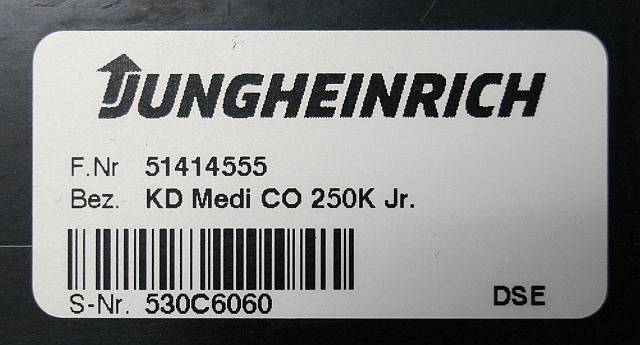 JUNGHEINRICH
F.Nr 51414555
Bez. KD Medi CO 250K Jr.
S-Nr. 530C6060
DSE